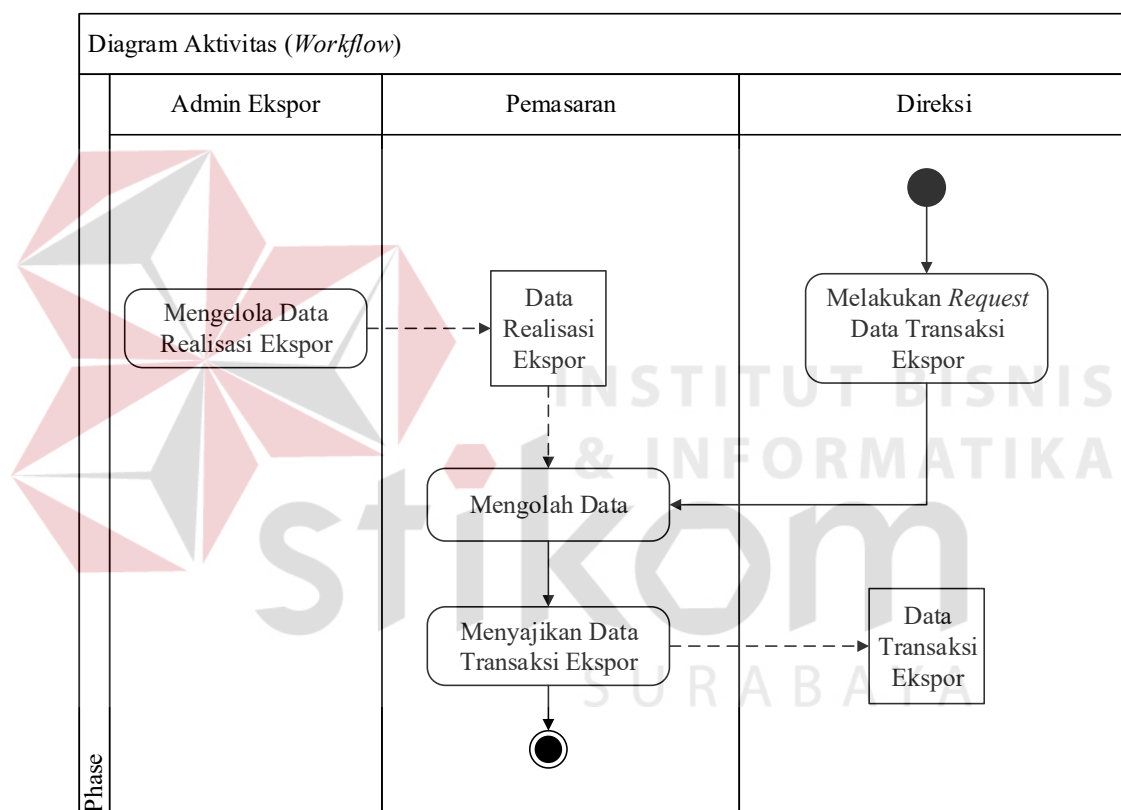 Diagram Aktivitas (Workflow)
Admin Ekspor
Pemasaran
Direksi
Mengelola Data
Realisasi Ekspor
Data
Realisasi
Ekspor
Melakukan Request
Data Transaksi
Ekspor
INSTITUT BISNIS
& INFORMATIKA
Mengolah Data
stikom
Menyajikan Data
Transaksi Ekspor
Data
Transaksi
Ekspor
SURABAYA
Phase